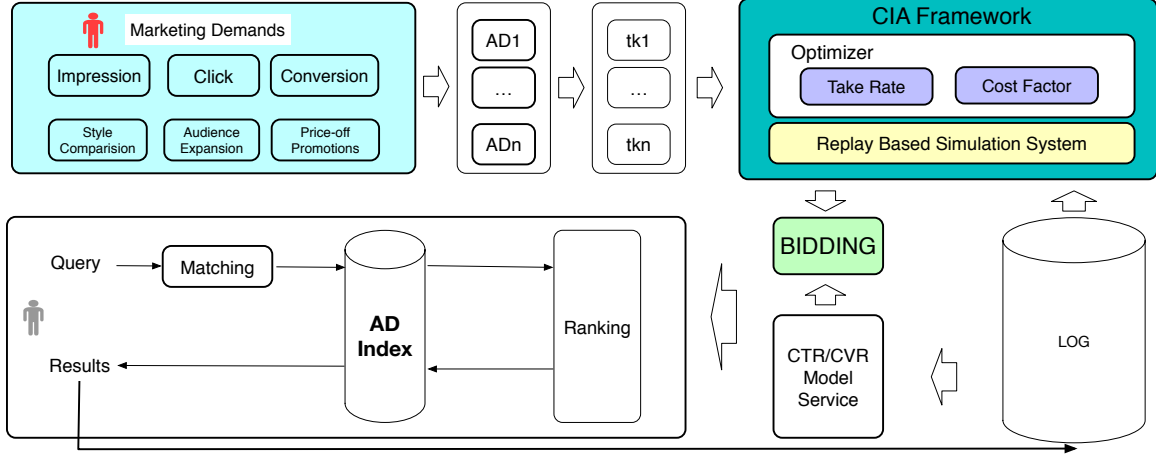 Marketing Demands
Impression
Click
Conversion
Style
Comparision
Audience
Expansion
Price-off
Promotions
AD1
...
ADn
tk1
...
tkn
CIA Framework
Optimizer
Take Rate
Cost Factor
Replay Based Simulation System
Query
Matching
AD
Index
Ranking
Results
BIDDING
CTR/CVR
Model
Service
LOG